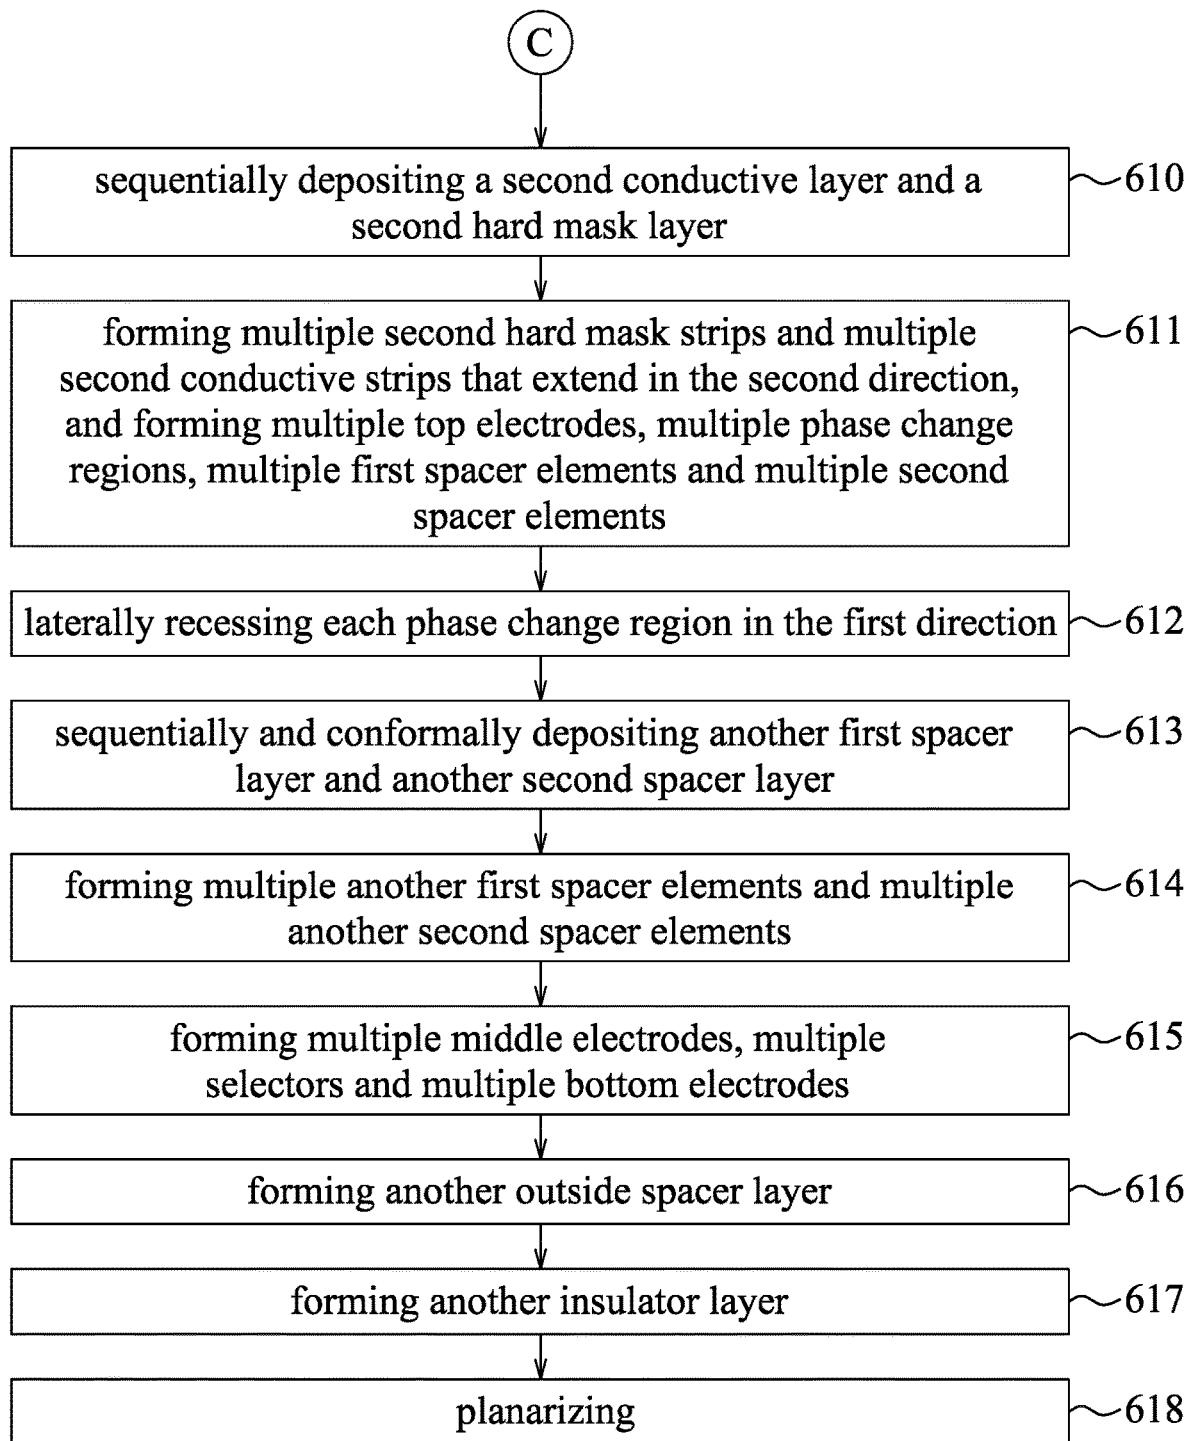 C
sequentially depositing a second conductive layer and a
second hard mask layer
610
forming multiple second hard mask strips and multiple
second conductive strips that extend in the second direction,
and forming multiple top electrodes, multiple phase change
regions, multiple first spacer elements and multiple second
spacer elements
611
laterally recessing each phase change region in the first direction
612
sequentially and conformally depositing another first spacer
layer and another second spacer layer
613
forming multiple another first spacer elements and multiple
another second spacer elements
614
forming multiple middle electrodes, multiple
selectors and multiple bottom electrodes
615
forming another outside spacer layer
616
forming another insulator layer
617
planarizing
618